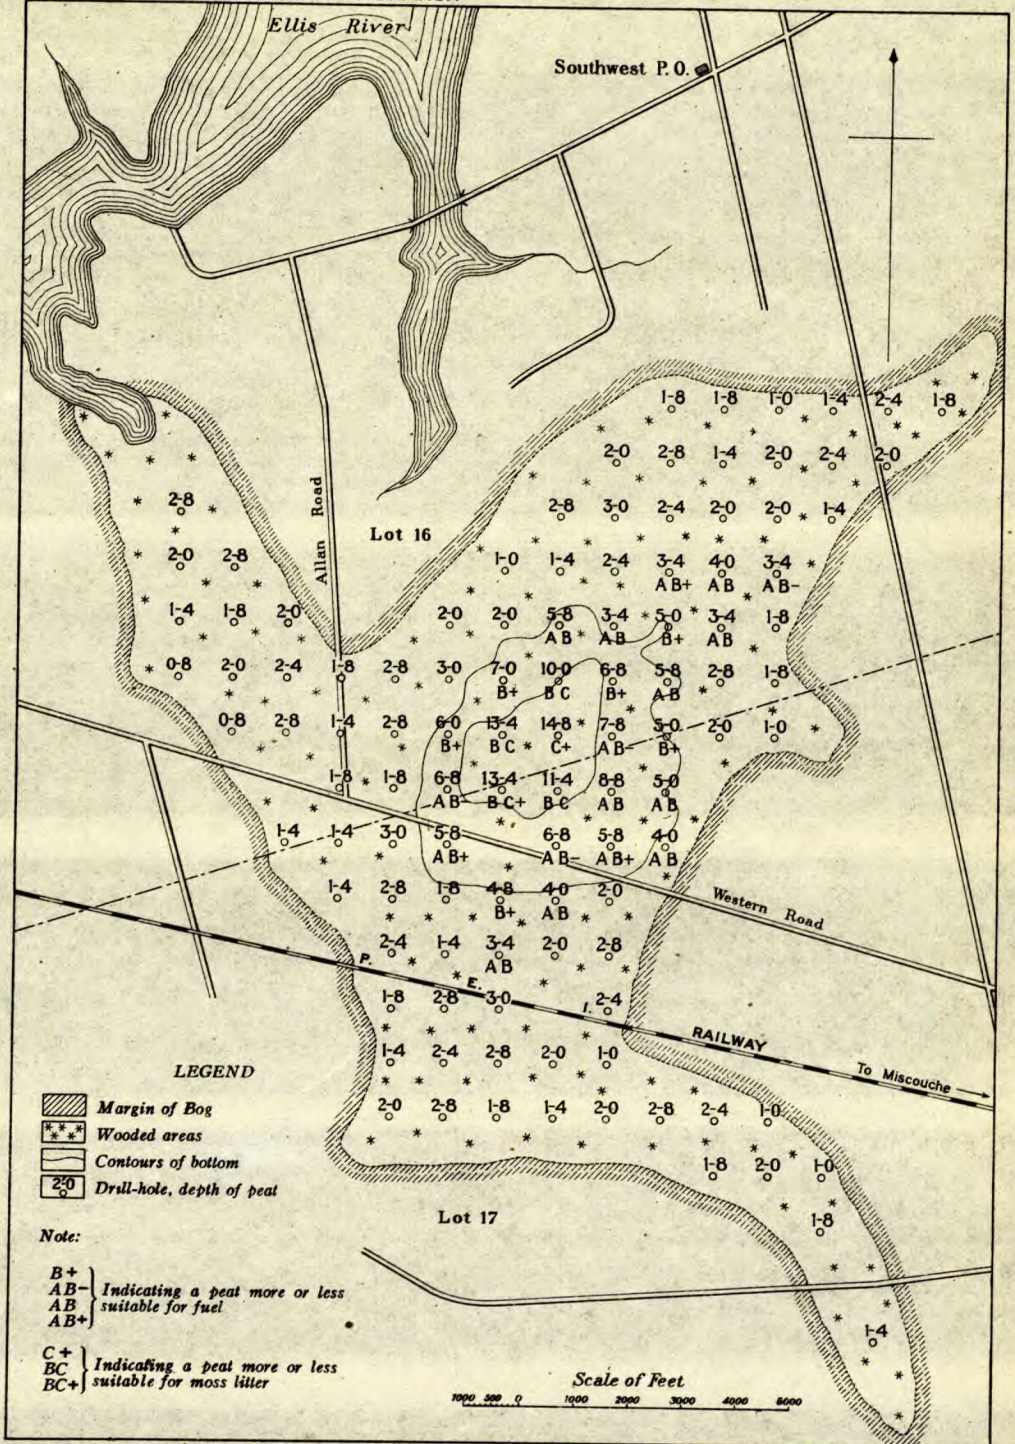 Ellis River
Southwest P.O.
1-8 1-8 1-0 1-4 2-4 1-8
2-0 2-8 1-4 2-0 2-4 2-0
Allan Road
2-8 2-8 3-0 2-4 2-0 2-0 1-4
Lot 16
2-0 2-8 1-0 1-4 2-4 3-4 4-0 3-4
AB+ AB AB-
1-4 1-8 2-0 2-0 2-0 5-8 3-4 5-0 3-4 1-8
AB AB B+ AB
0-8 2-0 2-4 1-8 2-8 3-0 7-0 10-0 6-8 5-8 2-8 1-8
B+ BC B+ AB
0-8 2-8 1-4 2-8 6-0 13-4 14-8 7-8 5-0 2-0 1-0
B+ BC C+ AB- B+
1-8 1-8 6-8 13-4 11-4 8-8 5-0
AB- BC+ BC AB AB
1-4 1-4 3-0 5-8 6-8 5-8 4-0
AB+ AB- AB+ AB
1-4 2-8 1-8 4-8 4-0 2-0
B+ AB
Western Road
2-4 1-4 3-4 2-0 2-8
AB
P. E. I. RAILWAY
1-8 2-8 3-0 2-4
To Miscouche
1-4 2-4 2-8 2-0 1-0
2-0 2-8 1-8 1-4 2-0 2-8 2-4 1-0
1-8 2-0 1-0
1-8
Lot 17
1-4
LEGEND
Margin of Bog
Wooded areas
Contours of bottom
2-0 Drill-hole, depth of peat
Note:
B+
AB- Indicating a peat more or less
AB suitable for fuel
AB+
C+
BC Indicating a peat more or less
BC+ suitable for moss litter
Scale of Feet
1000 500 0 1000 2000 3000 4000 5000